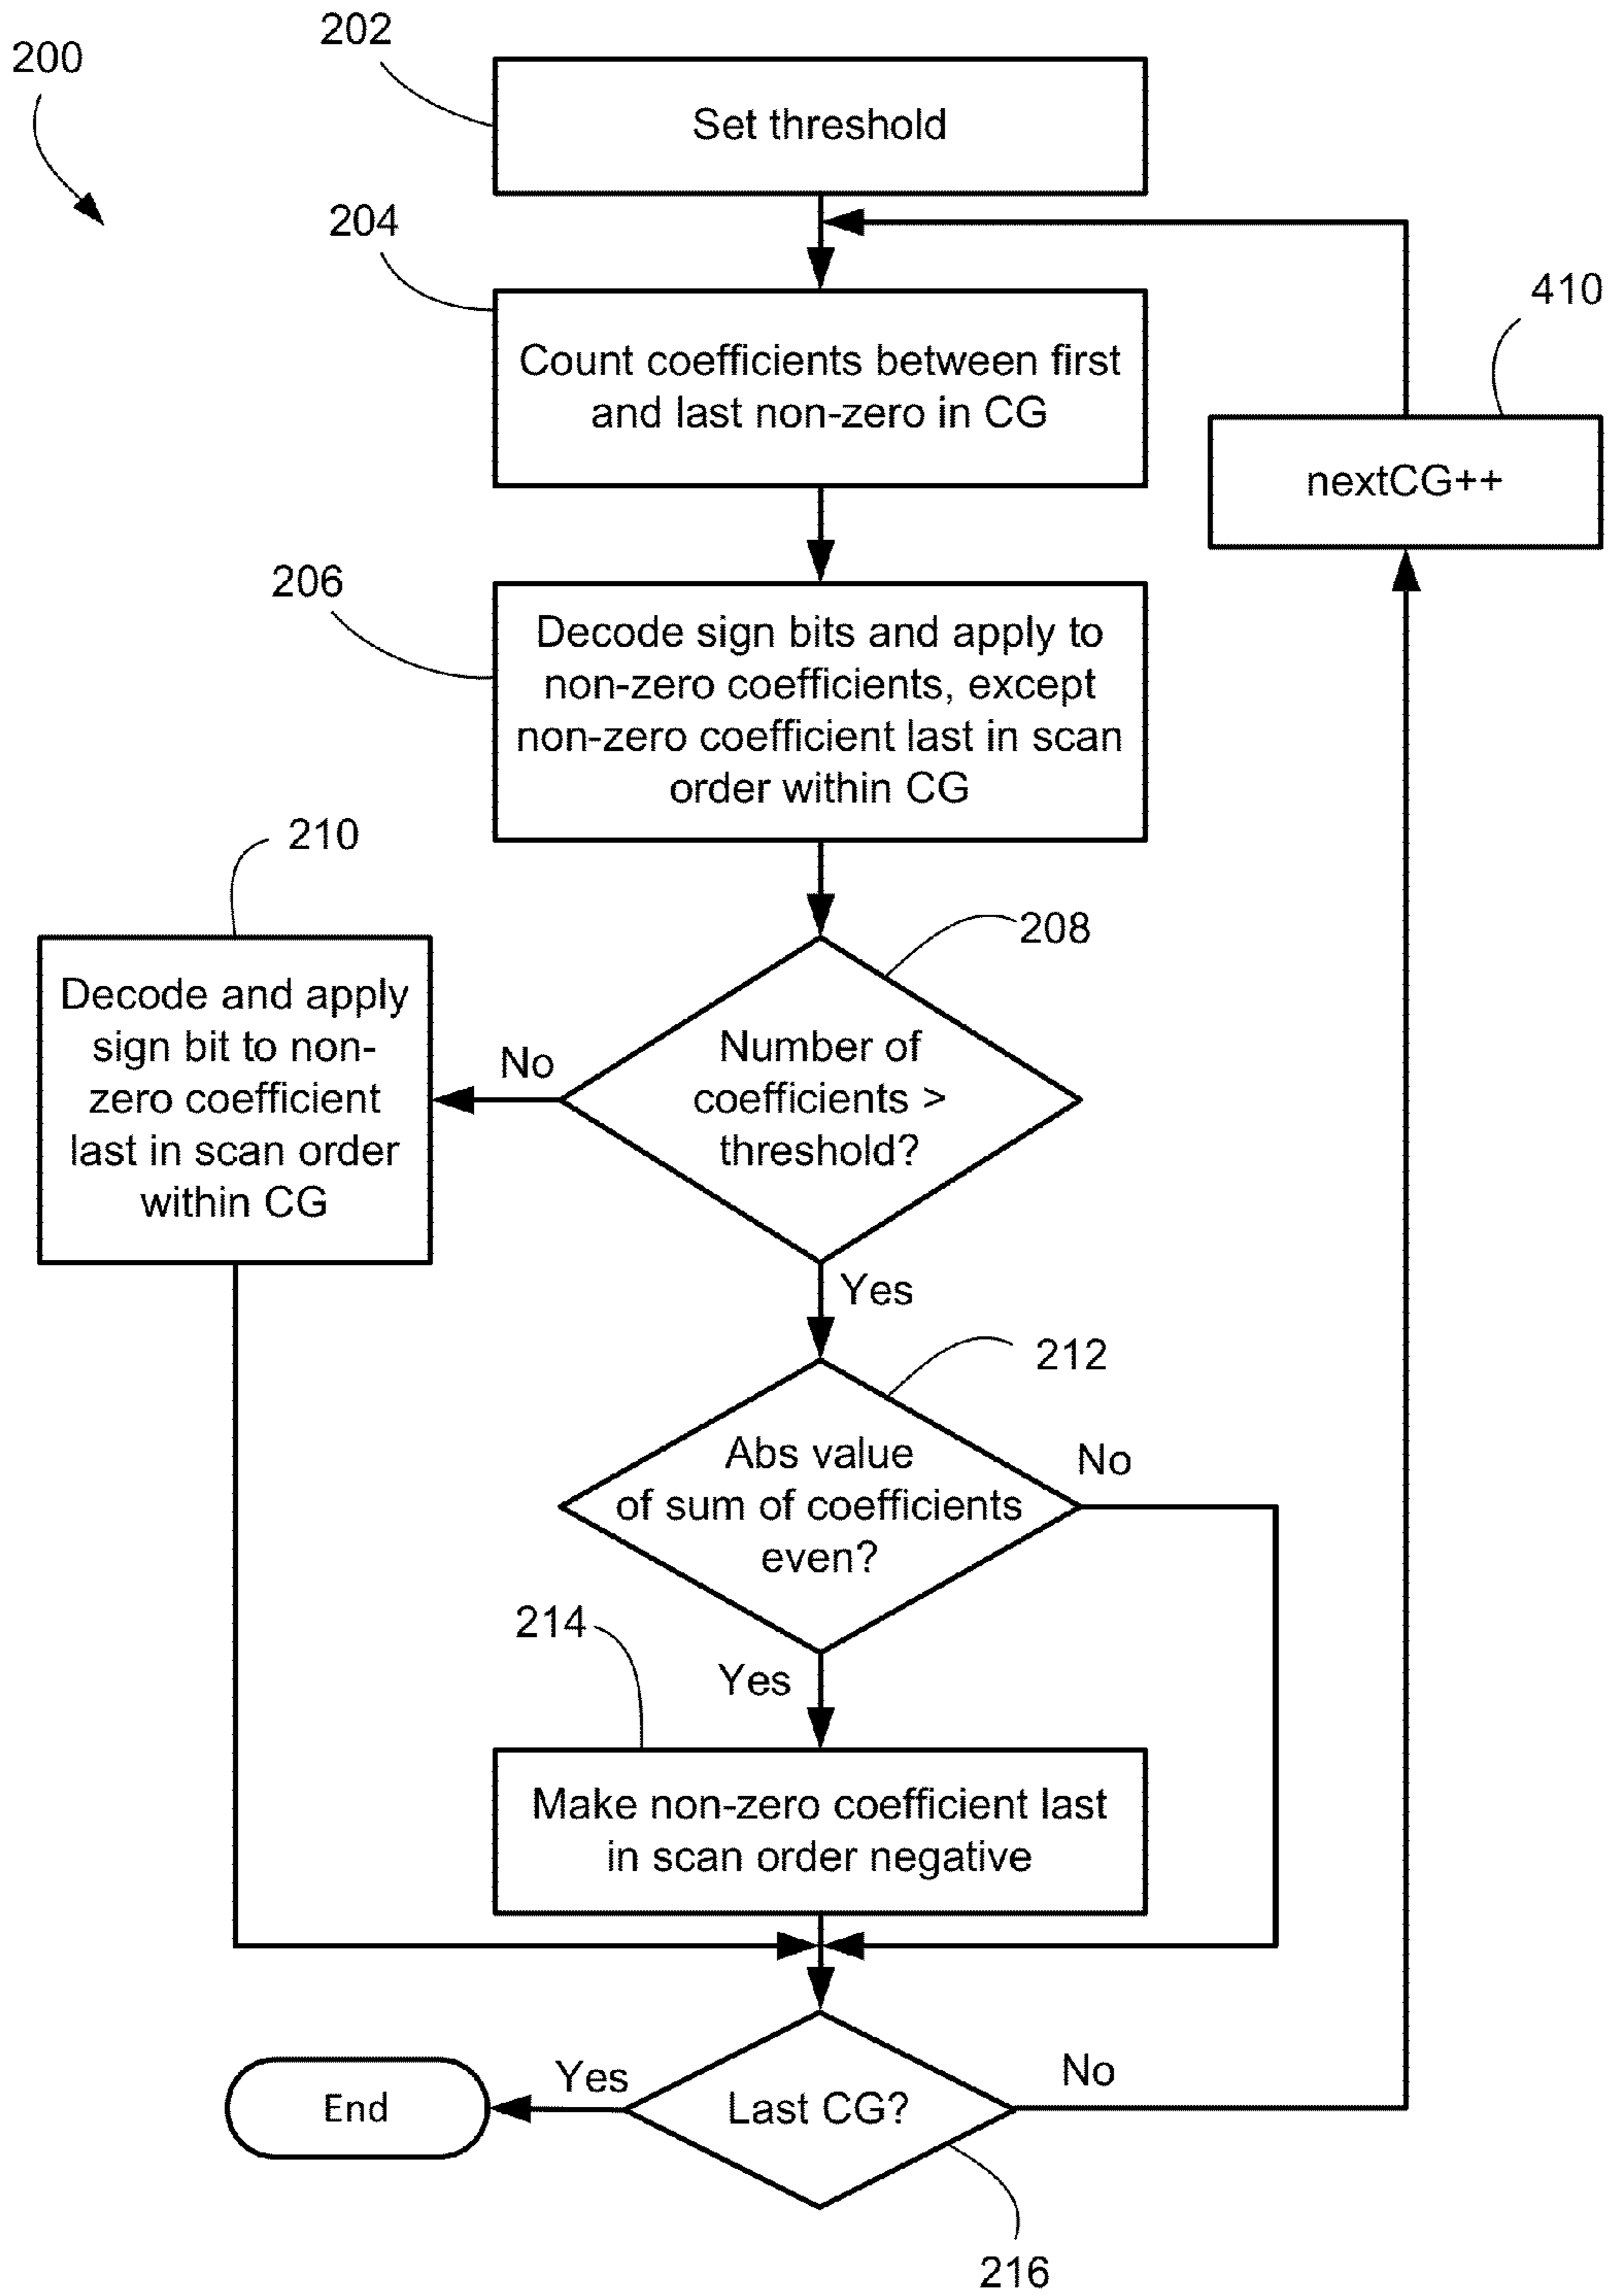 202
200
Set threshold
204
410
Count coefficients between first
and last non-zero in CG
nextCG++
206
Decode sign bits and apply to
non-zero coefficients, except
non-zero coefficient last in scan
order within CG
210
208
Decode and apply
sign bit to non-
zero coefficient
last in scan order
within CG
No
Number of
coefficients >
threshold?
Yes
212
Abs value
of sum of coefficients
even?
No
214
Yes
Make non-zero coefficient last
in scan order negative
Yes
No
End
Last CG?
216